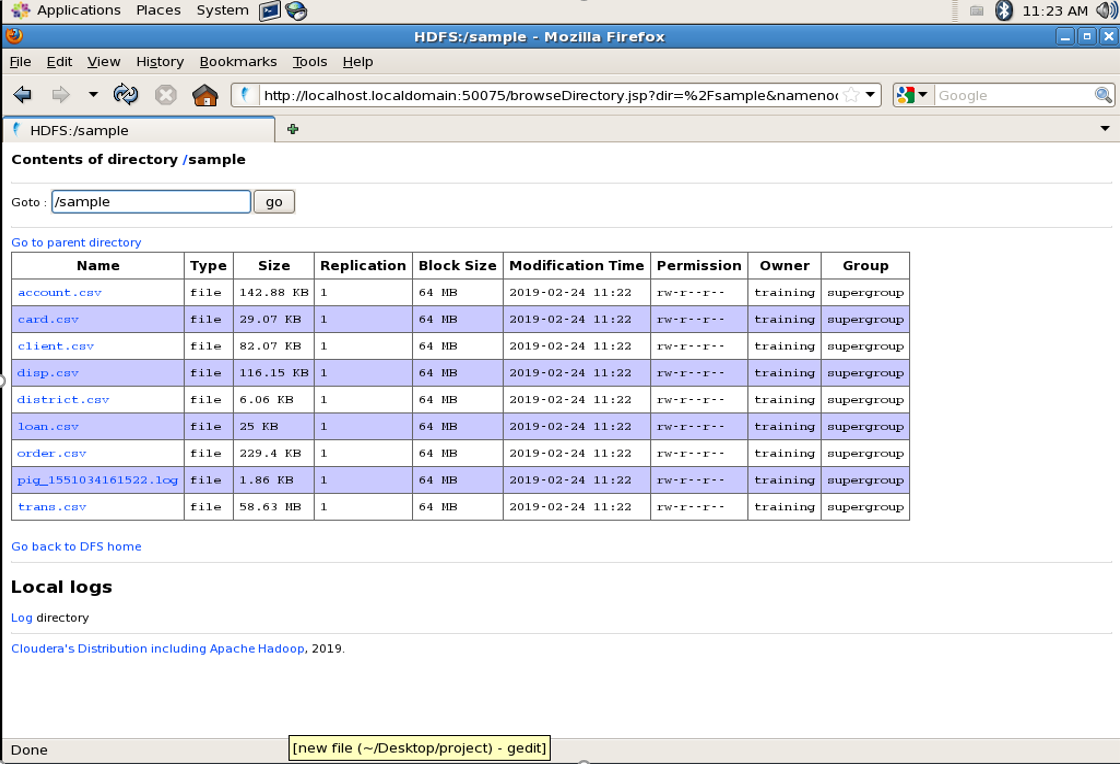 Applications Places System 11:23 AM
HDFS:/sample - Mozilla Firefox
File Edit View History Bookmarks Tools Help
http://localhost.localdomain:50075/browseDirectory.jsp?dir=%2Fsample&nameno Google
HDFS:/sample
Contents of directory /sample
Goto : /sample go
Go to parent directory
Name Type Size Replication Block Size Modification Time Permission Owner Group
account.csv file 142.88 KB 1 64 MB 2019-02-24 11:22 rw-r--r-- training supergroup
card.csv file 29.07 KB 1 64 MB 2019-02-24 11:22 rw-r--r-- training supergroup
client.csv file 82.07 KB 1 64 MB 2019-02-24 11:22 rw-r--r-- training supergroup
disp.csv file 116.15 KB 1 64 MB 2019-02-24 11:22 rw-r--r-- training supergroup
district.csv file 6.06 KB 1 64 MB 2019-02-24 11:22 rw-r--r-- training supergroup
loan.csv file 25 KB 1 64 MB 2019-02-24 11:22 rw-r--r-- training supergroup
order.csv file 229.4 KB 1 64 MB 2019-02-24 11:22 rw-r--r-- training supergroup
pig_1551034161522.log file 1.86 KB 1 64 MB 2019-02-24 11:22 rw-r--r-- training supergroup
trans.csv file 58.63 MB 1 64 MB 2019-02-24 11:22 rw-r--r-- training supergroup
Go back to DFS home
Local logs
Log directory
Cloudera's Distribution including Apache Hadoop, 2019.
Done [new file (~/Desktop/project) - gedit]